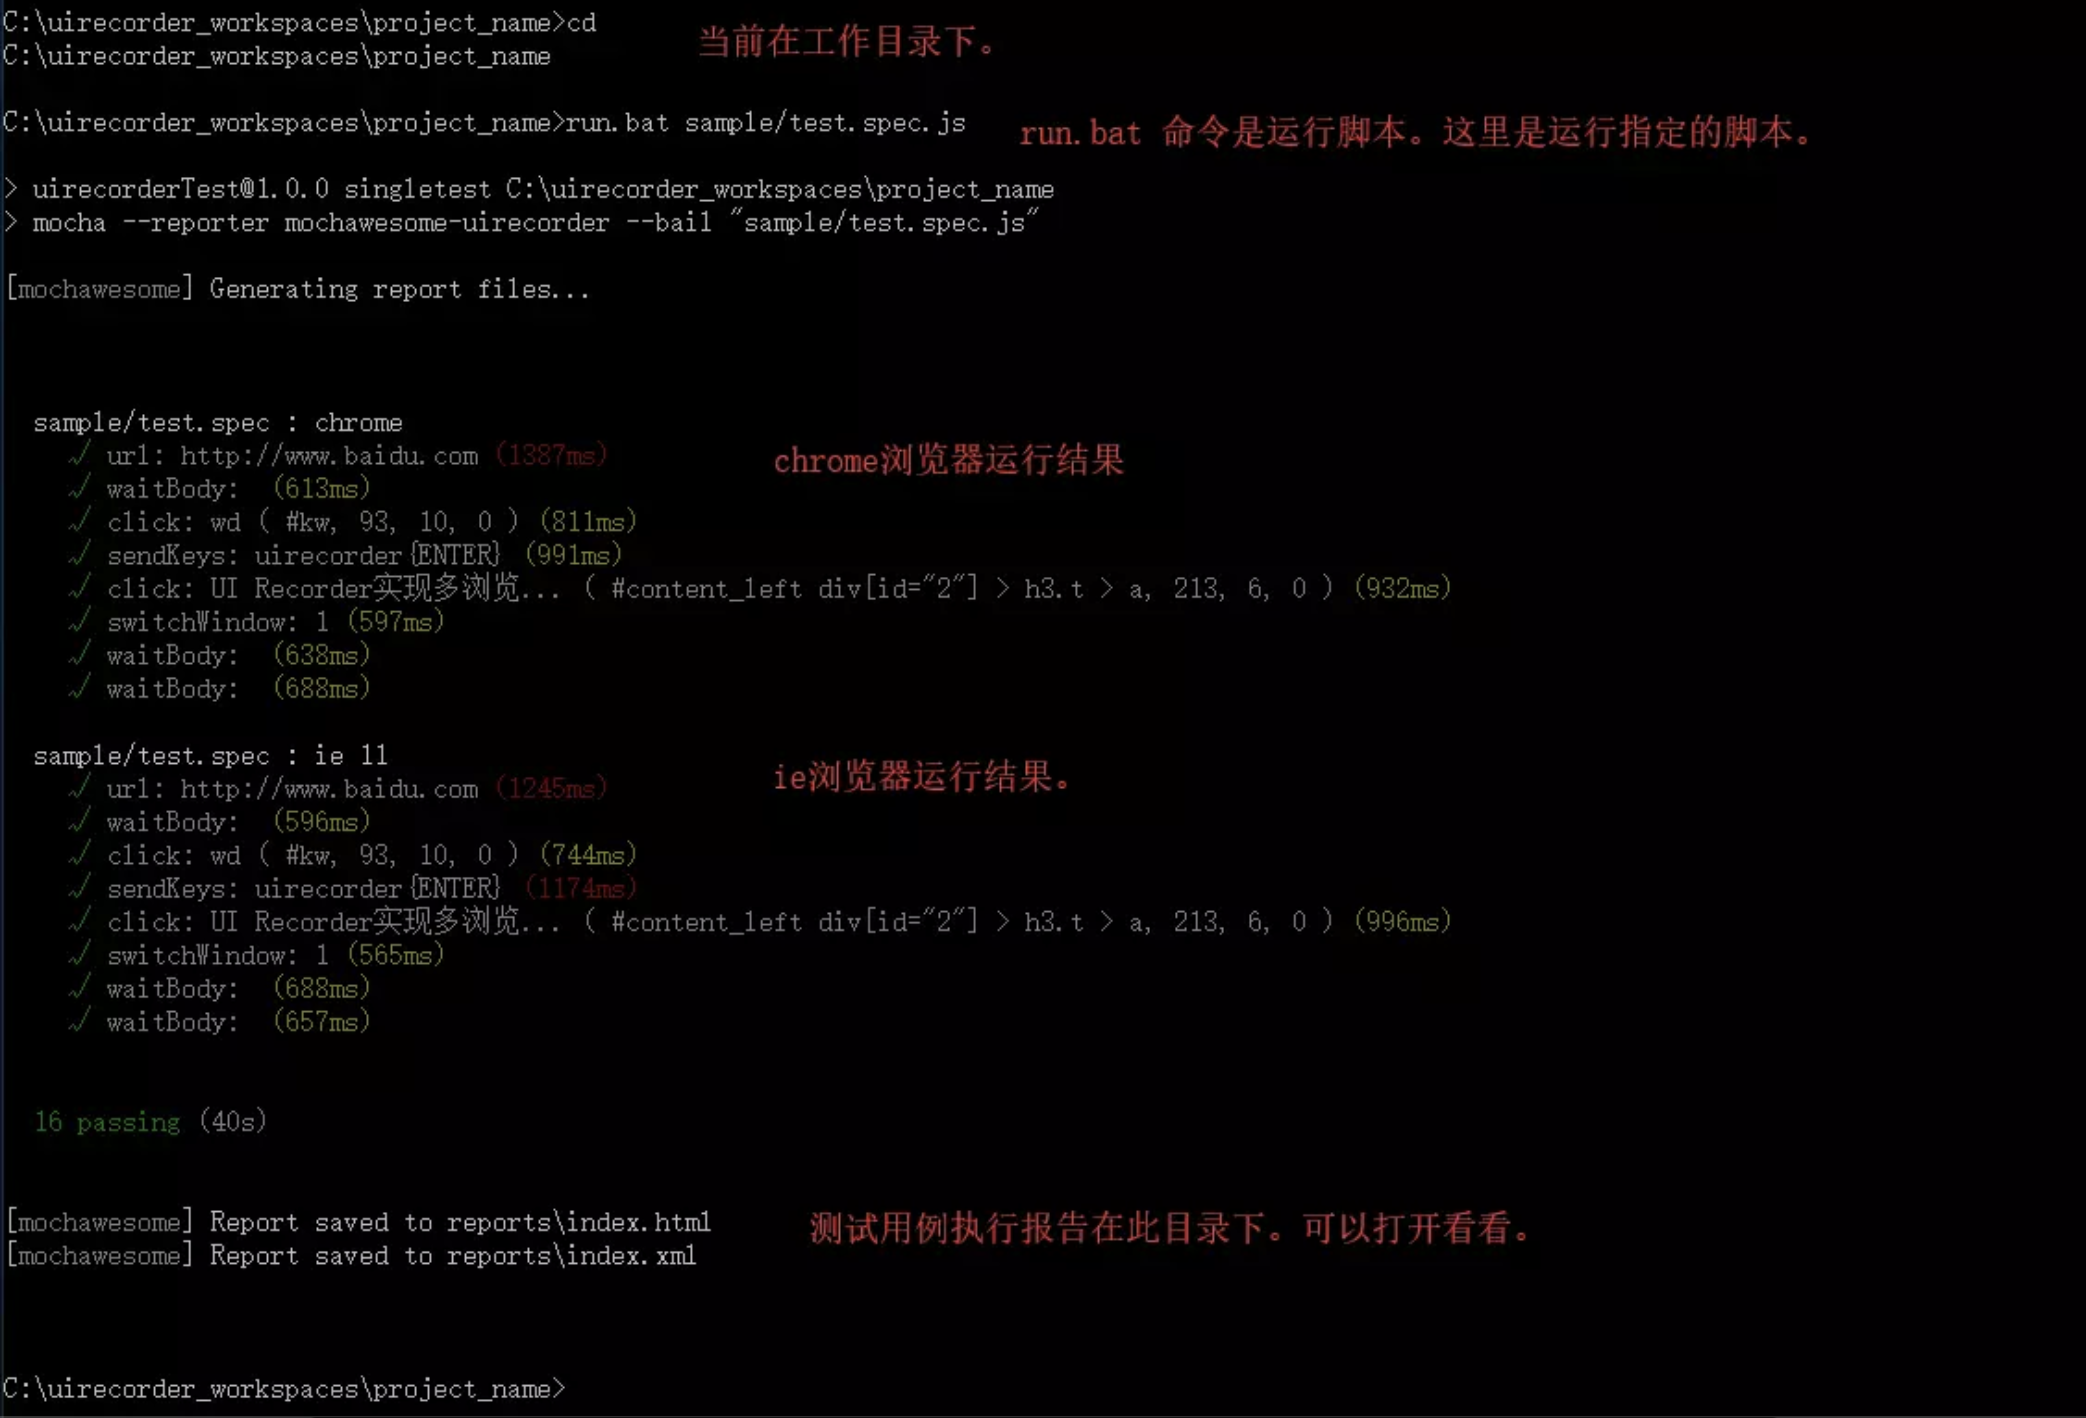 C:\uirecorder_workspaces\project_name>cd
当前在工作目录下。
C:\uirecorder_workspaces\project_name
C:\uirecorder_workspaces\project_name>run.bat sample/test.spec.js
run.bat 命令是运行脚本。这里是运行指定的脚本。
> uirecorderTest@1.0.0 singletest C:\uirecorder_workspaces\project_name
> mocha --reporter mochawesome-uirecorder --bail "sample/test.spec.js"
[mochawesome] Generating report files...
sample/test.spec : chrome
√ url: http://www.baidu.com (1387ms)
chrome浏览器运行结果
√ waitBody:  (613ms)
√ click: wd ( #kw, 93, 10, 0 ) (811ms)
√ sendKeys: uirecorder{ENTER} (991ms)
√ click: UI Recorder实现多浏览... ( #content_left div[id="2"] > h3.t > a, 213, 6, 0 ) (932ms)
√ switchWindow: 1 (597ms)
√ waitBody:  (638ms)
√ waitBody:  (688ms)
sample/test.spec : ie 11
ie浏览器运行结果。
√ url: http://www.baidu.com (1245ms)
√ waitBody:  (596ms)
√ click: wd ( #kw, 93, 10, 0 ) (744ms)
√ sendKeys: uirecorder{ENTER} (1174ms)
√ click: UI Recorder实现多浏览... ( #content_left div[id="2"] > h3.t > a, 213, 6, 0 ) (996ms)
√ switchWindow: 1 (565ms)
√ waitBody:  (688ms)
√ waitBody:  (657ms)
16 passing (40s)
[mochawesome] Report saved to reports\index.html
测试用例执行报告在此目录下。可以打开看看。
[mochawesome] Report saved to reports\index.xml
C:\uirecorder_workspaces\project_name>